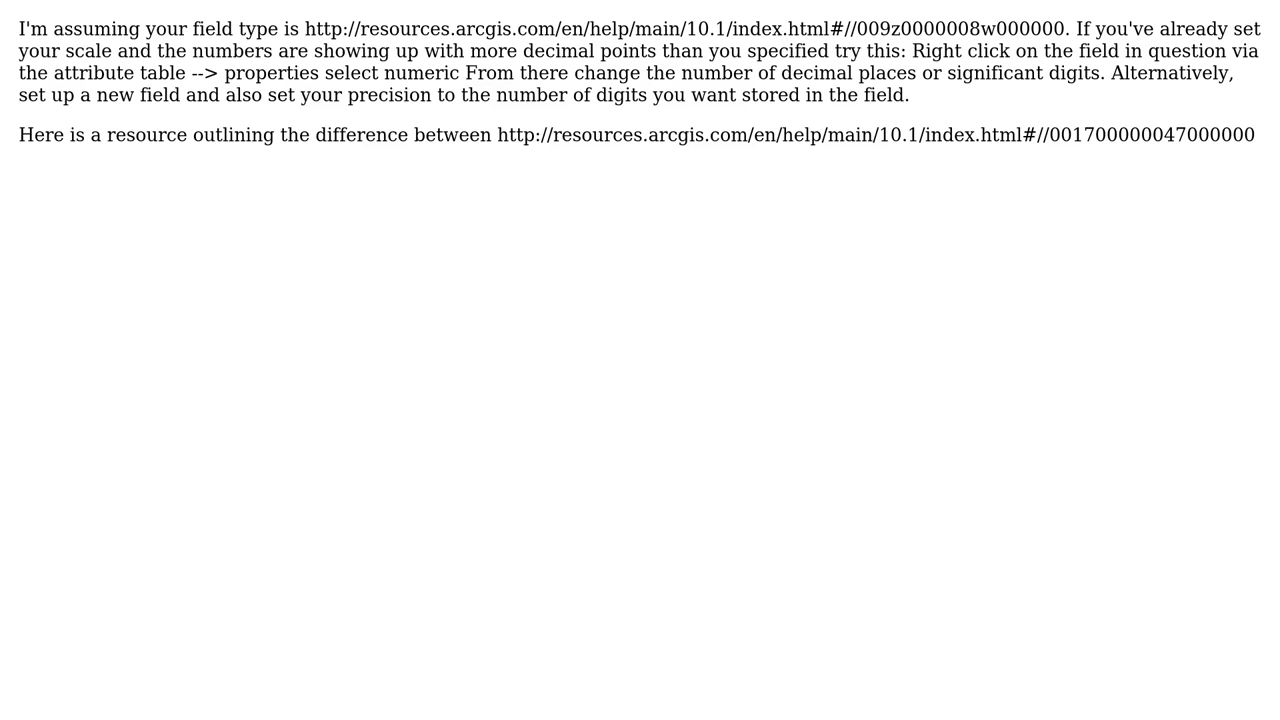 I'm assuming your field type is http://resources.arcgis.com/en/help/main/10.1/index.html#//009z0000008w000000. If you've already set
your scale and the numbers are showing up with more decimal points than you specified try this: Right click on the field in question via
the attribute table --> properties select numeric From there change the number of decimal places or significant digits. Alternatively,
set up a new field and also set your precision to the number of digits you want stored in the field.
Here is a resource outlining the difference between http://resources.arcgis.com/en/help/main/10.1/index.html#//001700000047000000